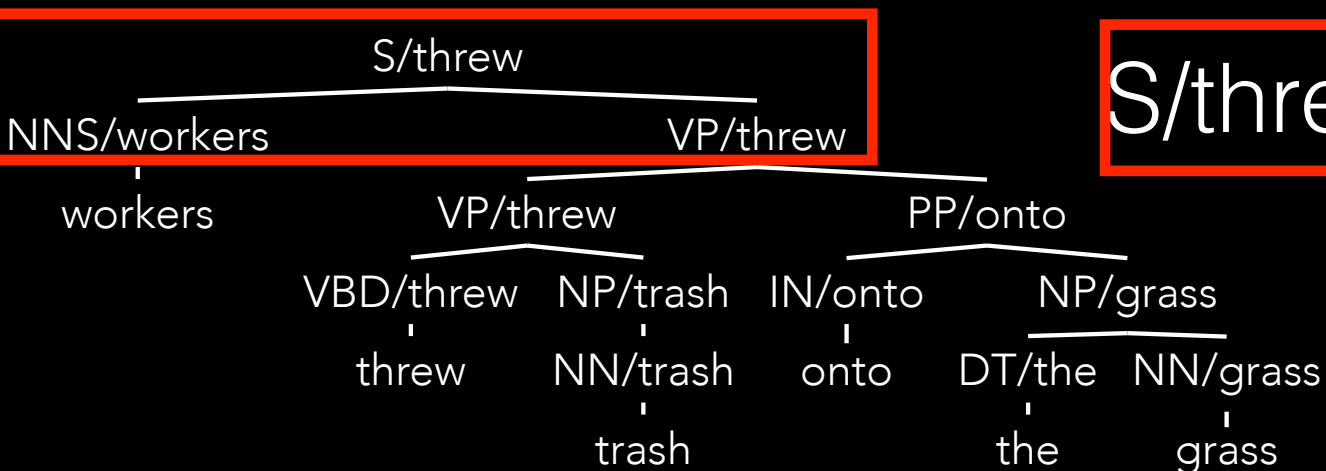 S/threw
NNS/workers VP/threw
workers VP/threw PP/onto
VBD/threw NP/trash IN/onto NP/grass
threw NN/trash onto DT/the NN/grass
trash the grass